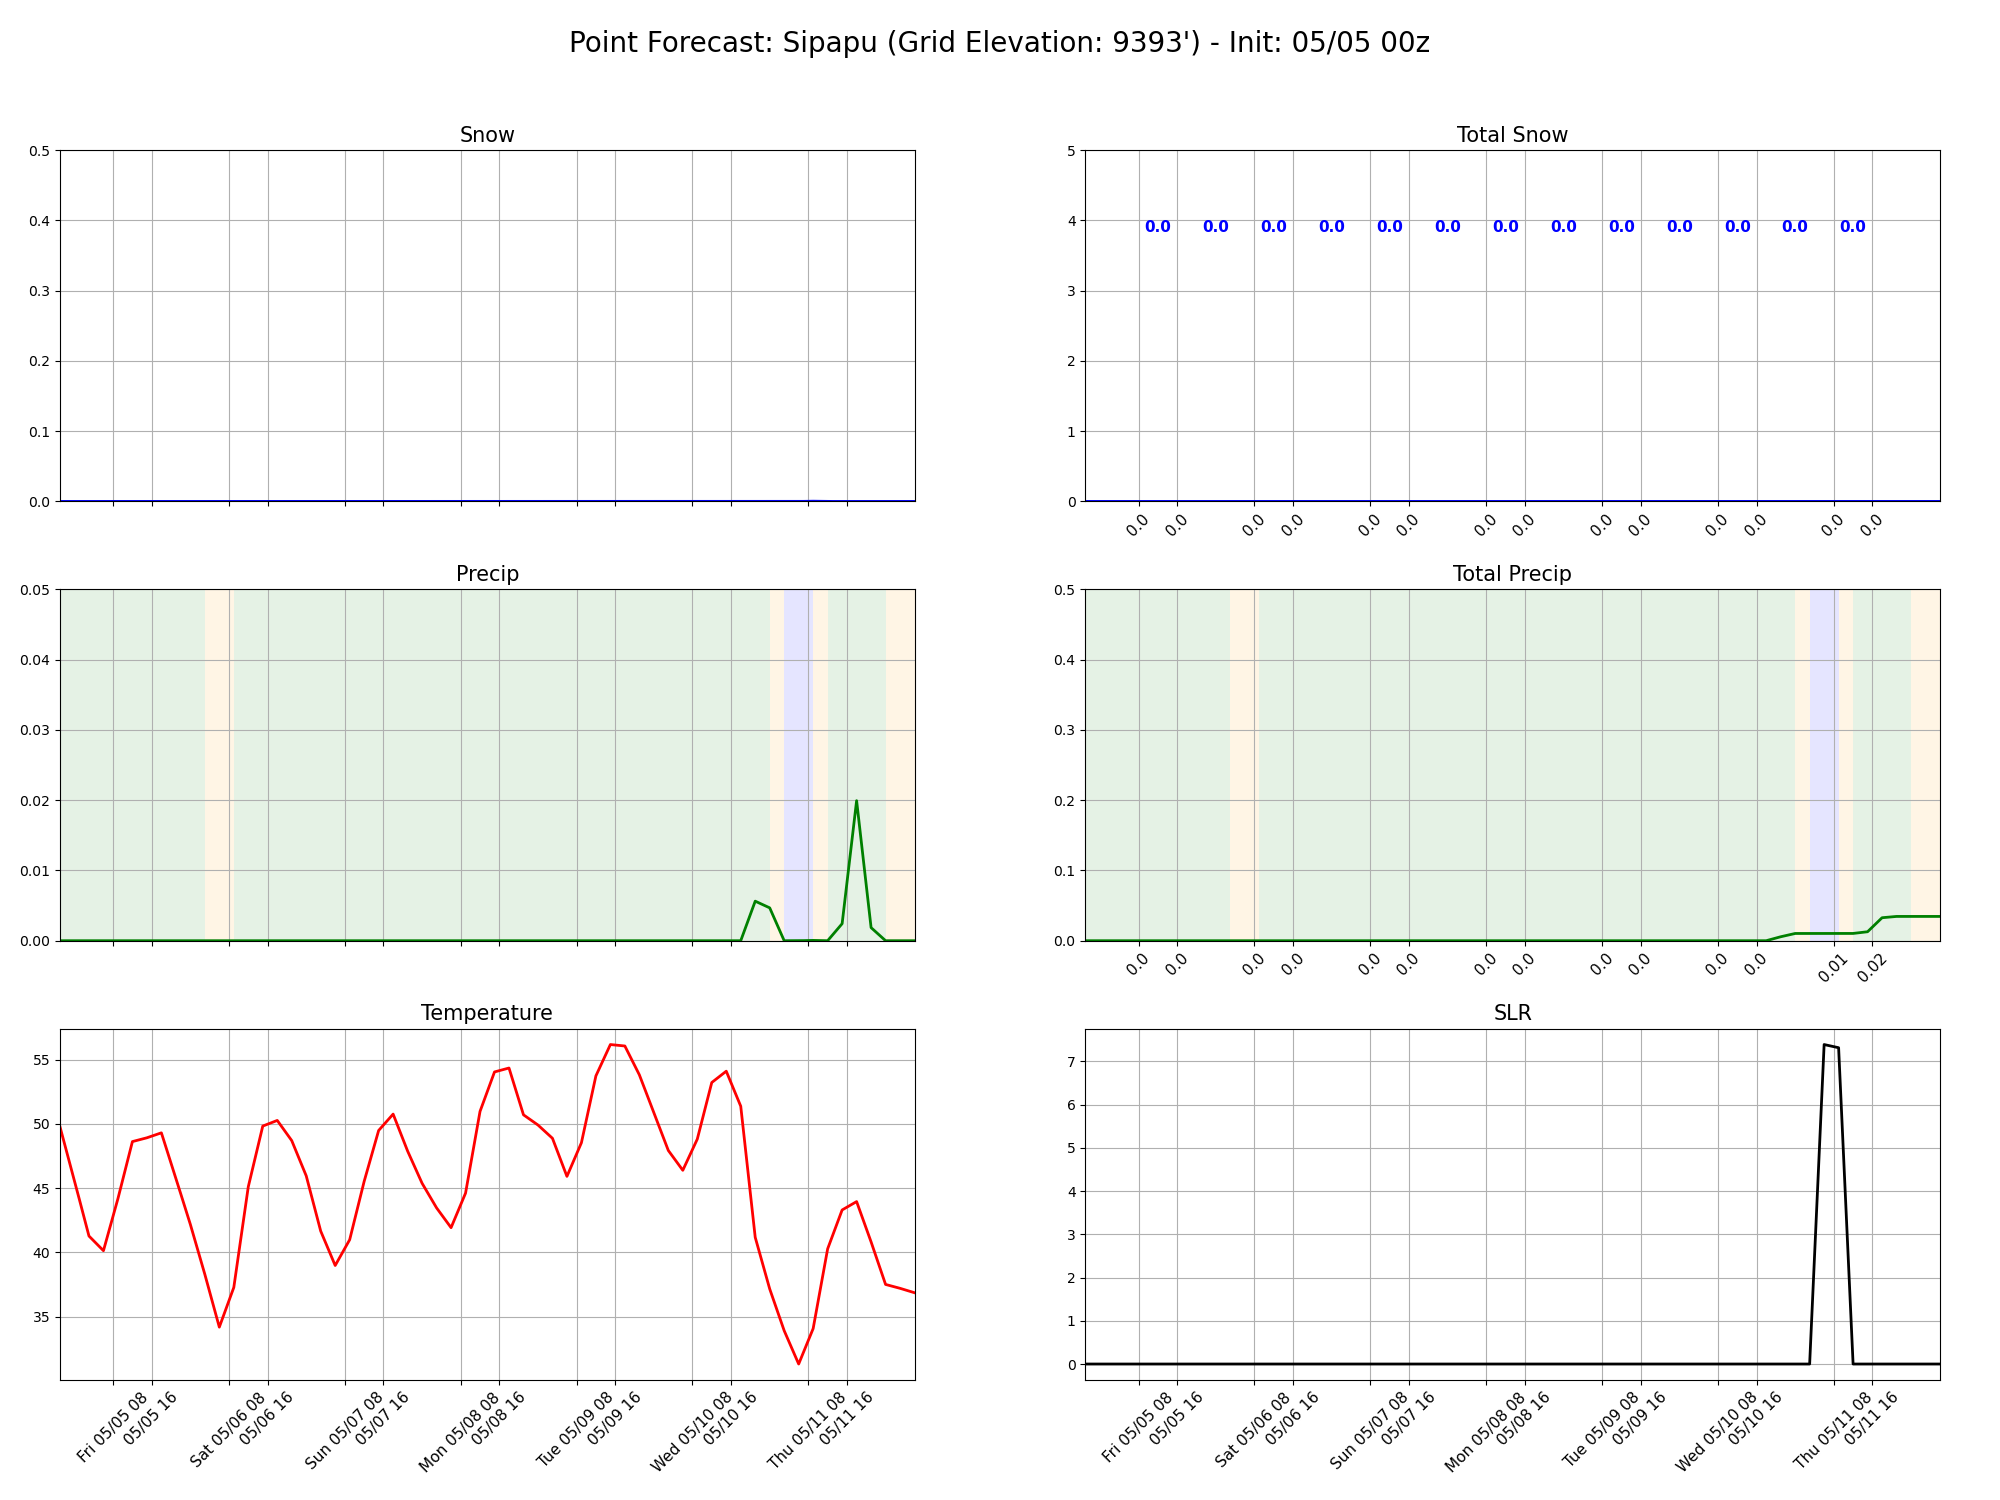 Point Forecast: Sipapu (Grid Elevation: 9393') - Init: 05/05 00z
Snow
0.5
0.4
0.3
0.2
0.1
0.0
Total Snow
5
4
3
2
1
0
0.0 0.0 0.0 0.0 0.0 0.0 0.0 0.0 0.0 0.0 0.0 0.0 0.0
0.0 0.0 0.0 0.0 0.0 0.0 0.0 0.0 0.0 0.0 0.0 0.0 0.0 0.0
Precip
0.05
0.04
0.03
0.02
0.01
0.00
Total Precip
0.5
0.4
0.3
0.2
0.1
0.0
0.0 0.0 0.0 0.0 0.0 0.0 0.0 0.0 0.0 0.0 0.0 0.0 0.01 0.02
Temperature
55
50
45
40
35
Fri 05/05 08
05/05 16
Sat 05/06 08
05/06 16
Sun 05/07 08
05/07 16
Mon 05/08 08
05/08 16
Tue 05/09 08
05/09 16
Wed 05/10 08
05/10 16
Thu 05/11 08
05/11 16
SLR
7
6
5
4
3
2
1
0
Fri 05/05 08
05/05 16
Sat 05/06 08
05/06 16
Sun 05/07 08
05/07 16
Mon 05/08 08
05/08 16
Tue 05/09 08
05/09 16
Wed 05/10 08
05/10 16
Thu 05/11 08
05/11 16